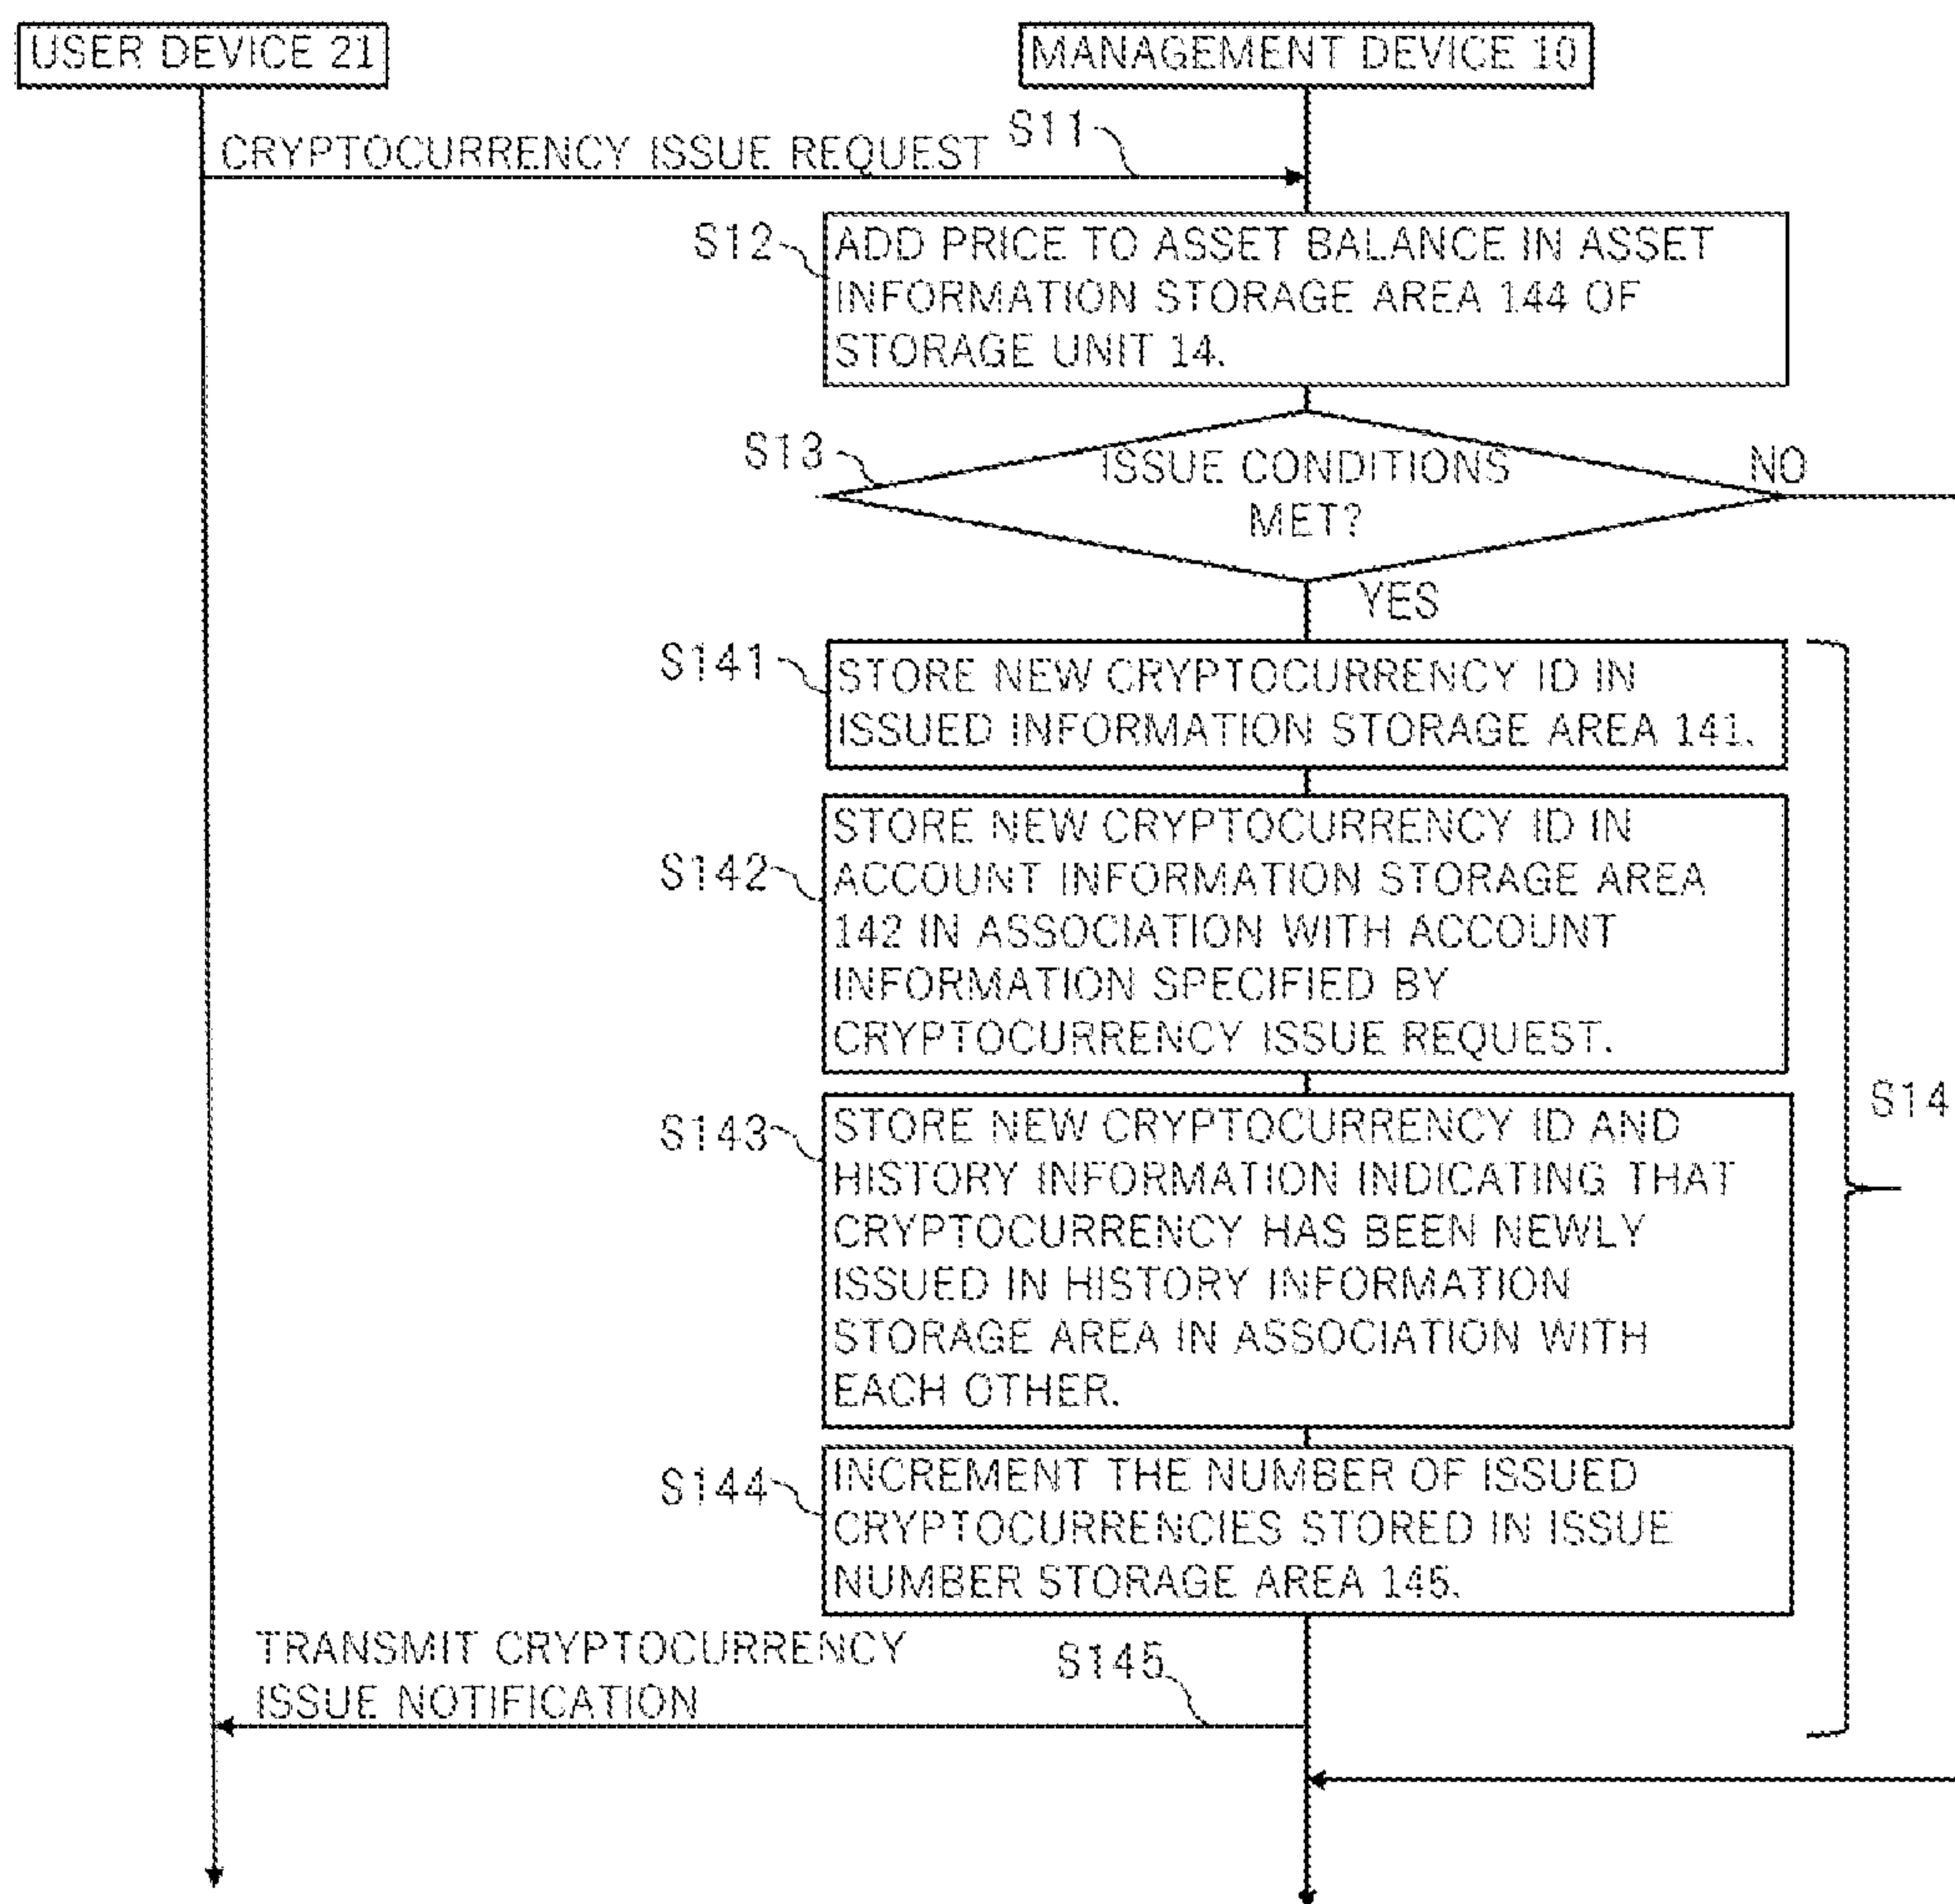 USER DEVICE 21
MANAGEMENT DEVICE 10
CRYPTOCURRENCY ISSUE REQUEST
S11
S12
ADD PRICE TO ASSET BALANCE IN ASSET
INFORMATION STORAGE AREA 144 OF
STORAGE UNIT 14.
S13
ISSUE CONDITIONS
MET?
NO
YES
S141
STORE NEW CRYPTOCURRENCY ID IN
ISSUED INFORMATION STORAGE AREA 141.
S142
STORE NEW CRYPTOCURRENCY ID IN
ACCOUNT INFORMATION STORAGE AREA
142 IN ASSOCIATION WITH ACCOUNT
INFORMATION SPECIFIED BY
CRYPTOCURRENCY ISSUE REQUEST.
S14
S143
STORE NEW CRYPTOCURRENCY ID AND
HISTORY INFORMATION INDICATING THAT
CRYPTOCURRENCY HAS BEEN NEWLY
ISSUED IN HISTORY INFORMATION
STORAGE AREA IN ASSOCIATION WITH
EACH OTHER.
S144
INCREMENT THE NUMBER OF ISSUED
CRYPTOCURRENCIES STORED IN ISSUE
NUMBER STORAGE AREA 145.
TRANSMIT CRYPTOCURRENCY
ISSUE NOTIFICATION
S145